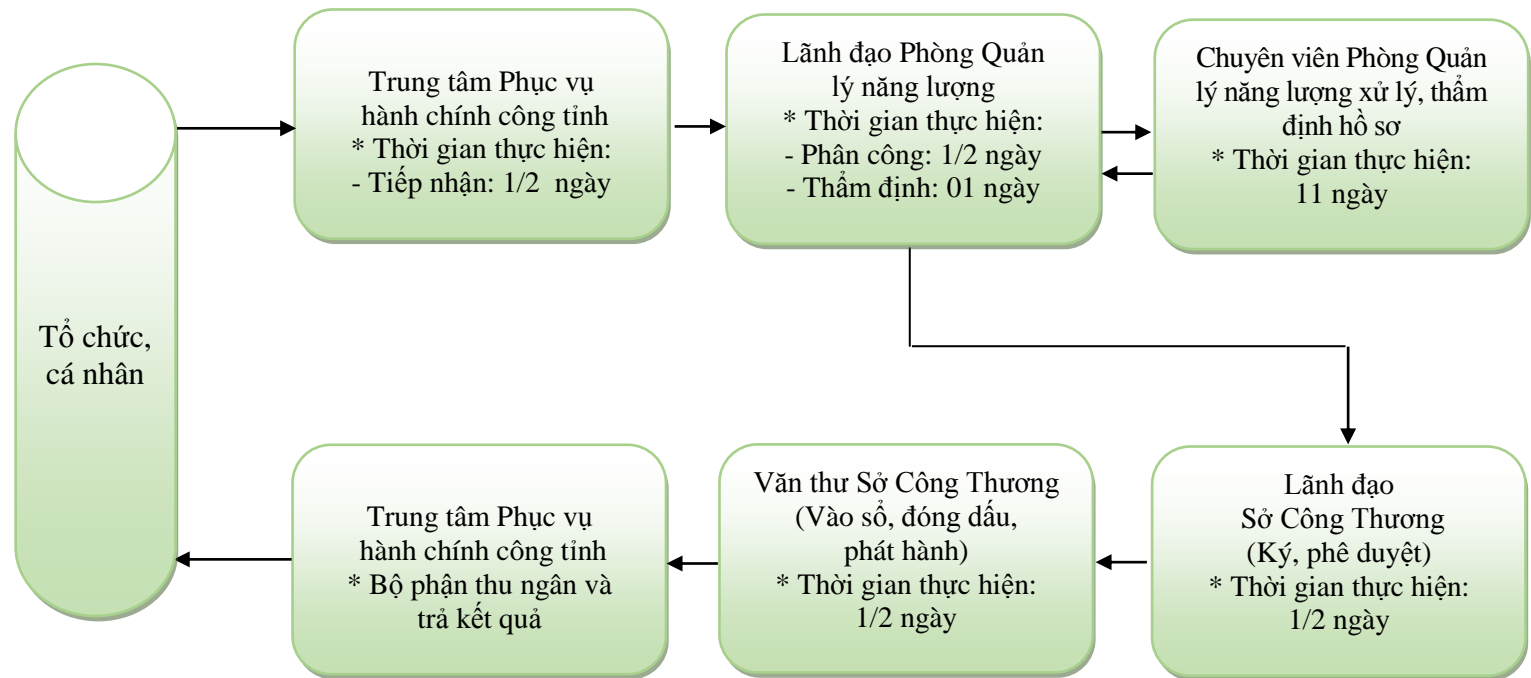 Tổ chức,
cá nhân
Trung tâm Phục vụ
hành chính công tỉnh
* Thời gian thực hiện:
- Tiếp nhận: 1/2 ngày
Lãnh đạo Phòng Quản
lý năng lượng
* Thời gian thực hiện:
- Phân công: 1/2 ngày
- Thẩm định: 01 ngày
Chuyên viên Phòng Quản
lý năng lượng xử lý, thẩm
định hồ sơ
* Thời gian thực hiện:
11 ngày
Lãnh đạo
Sở Công Thương
(Ký, phê duyệt)
* Thời gian thực hiện:
1/2 ngày
Văn thư Sở Công Thương
(Vào sổ, đóng dấu,
phát hành)
* Thời gian thực hiện:
1/2 ngày
Trung tâm Phục vụ
hành chính công tỉnh
* Bộ phận thu ngân và
trả kết quả